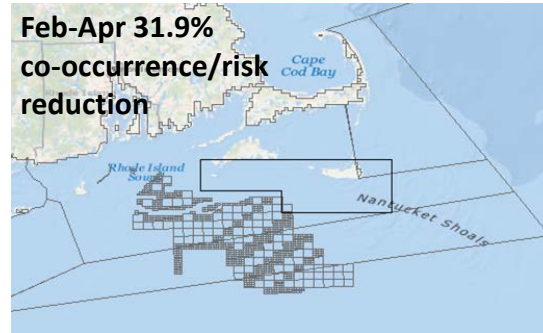 Feb-Apr 31.9%
co-occurrence/risk
reduction
Cape
Cod Bay
Rhode Island
Sound
Nantucket Shoals